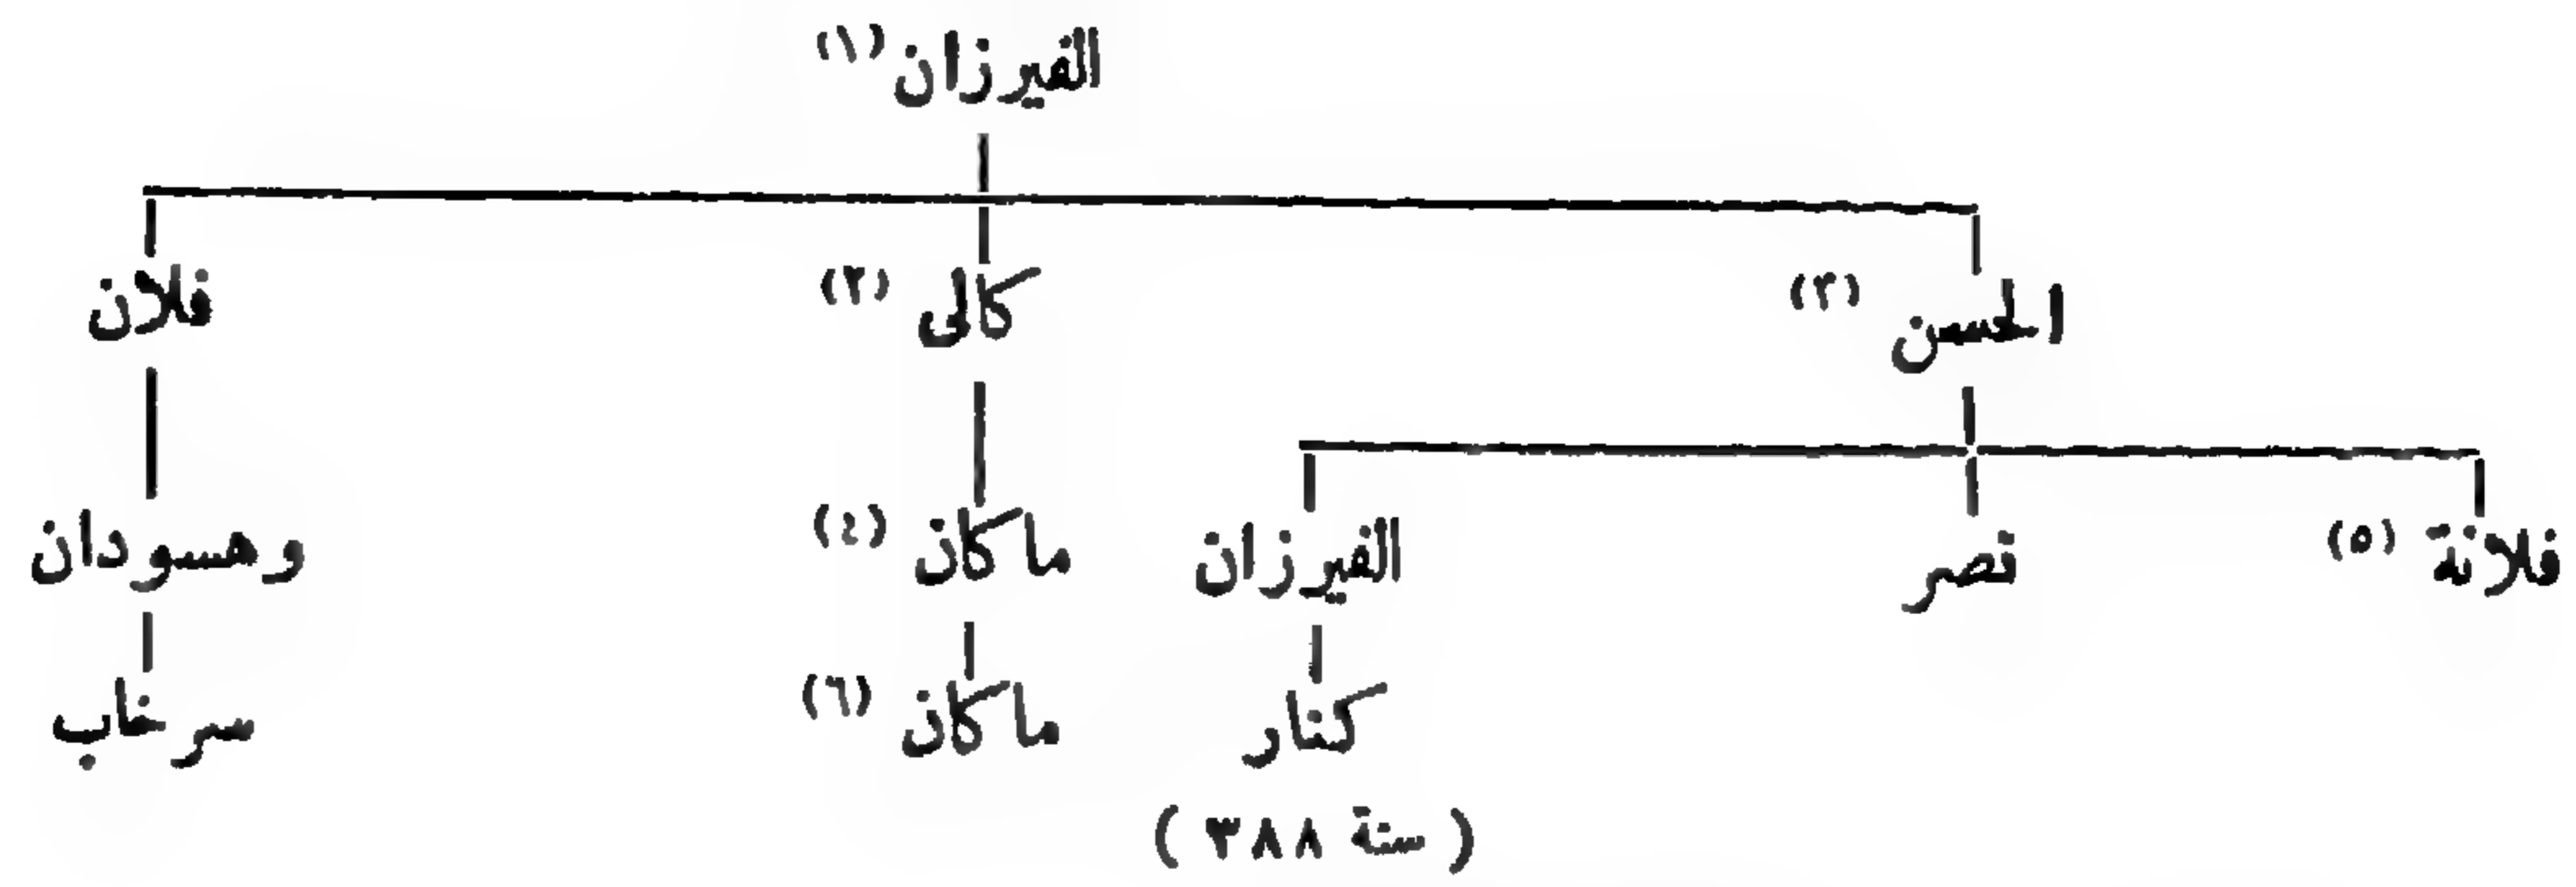 الفيرزان (١)
الحسن (٣) كالى (٢) فلان
فلانة (٥) نصر الفيرزان ماكان (٤) وهسودان
كنار ماكان (٦) سرخاب
( سنة ٣٨٨ )